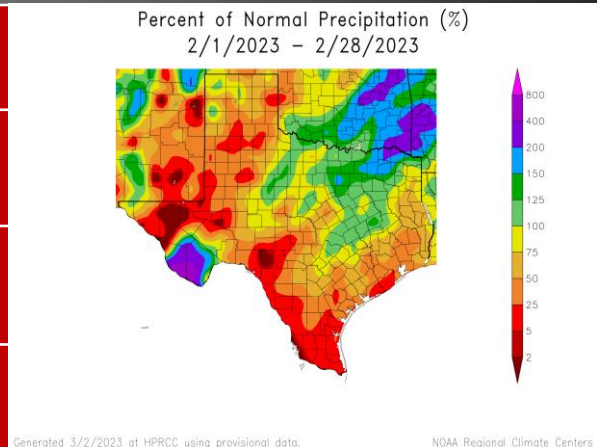 Percent of Normal Precipitation (%)
2/1/2023 – 2/28/2023
800
400
200
150
125
100
75
50
25
5
2
Generated 3/2/2023 at HPRCC using provisional data.
NOAA Regional Climate Centers